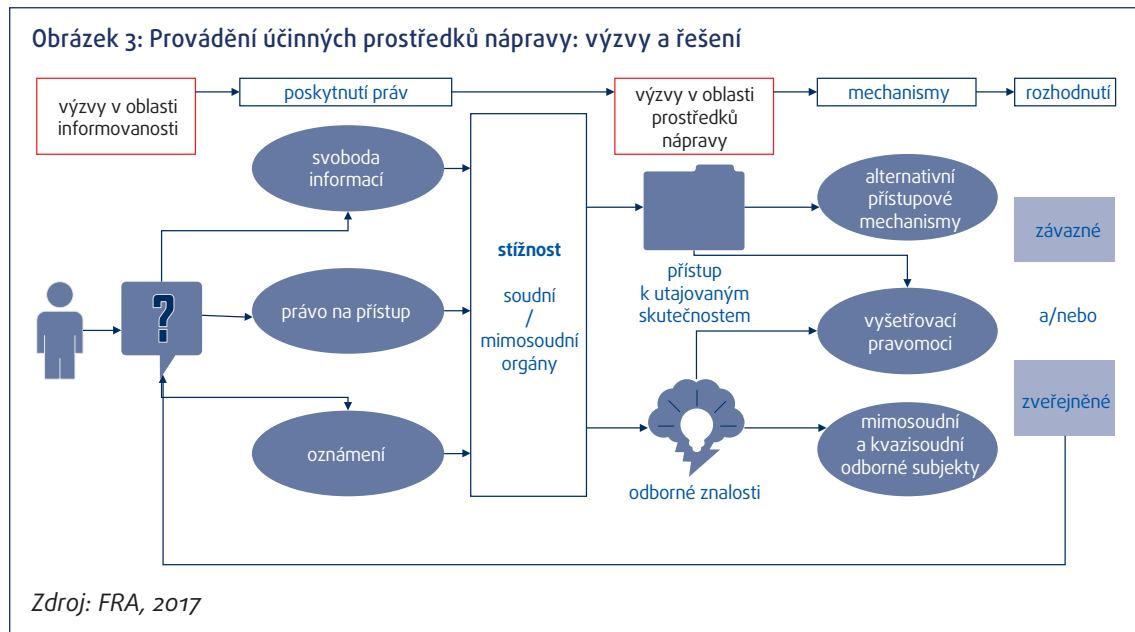 Obrázek 3: Provádění účinných prostředků nápravy: výzvy a řešení
výzvy v oblasti
informovanosti
poskytnutí práv
výzvy v oblasti
prostředků
nápravy
mechanismy
rozhodnutí
svoboda
informací
právo na přístup
oznámení
?
stížnost
soudní
/
mimosoudní
orgány
přístup
k utajovaným
skutečnostem
odborné znalosti
alternativní
přístupové
mechanismy
vyšetřovací
pravomoci
mimosoudní
a kvazisoudní
odborné subjekty
závazné
a/nebo
zveřejněné
Zdroj: FRA, 2017